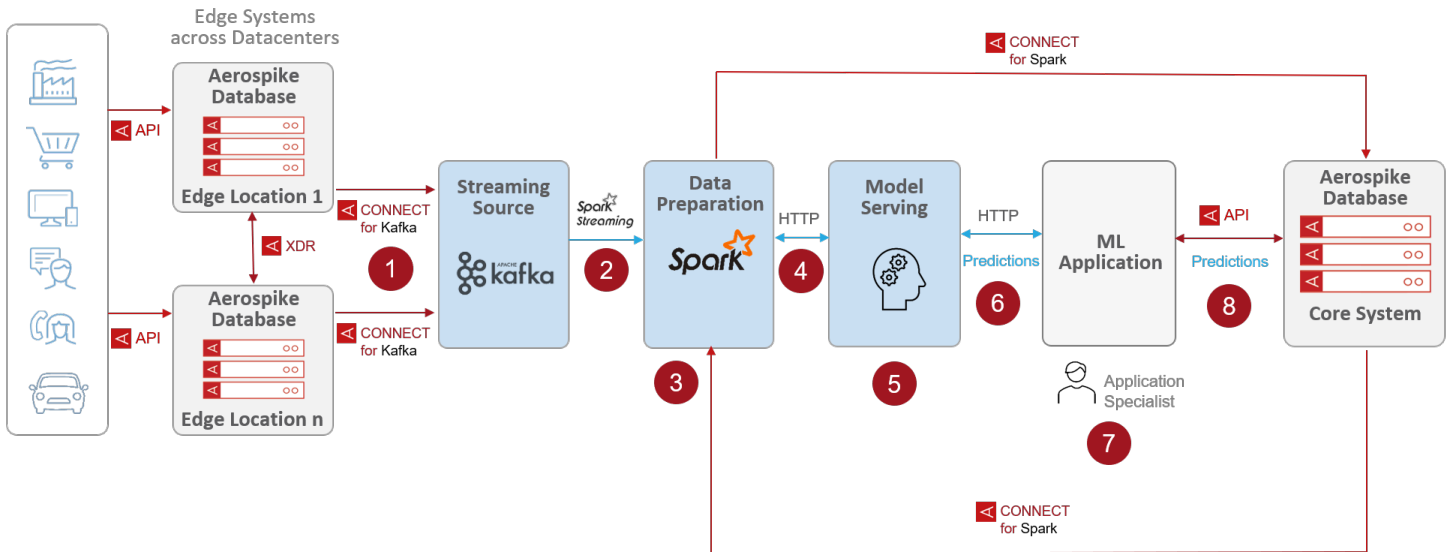 Edge Systems
across Datacenters
Aerospike
Database
Edge Location 1
API
XDR
Aerospike
Database
Edge Location n
API
CONNECT
for Kafka
1
CONNECT
for Kafka
Streaming
Source
APACHE
kafka
Spark
Streaming
2
Data
Preparation
Spark
3
HTTP
4
Model
Serving
5
HTTP
Predictions
6
ML
Application
Application
Specialist
7
API
Predictions
8
Aerospike
Database
Core System
CONNECT
for Spark
CONNECT
for Spark